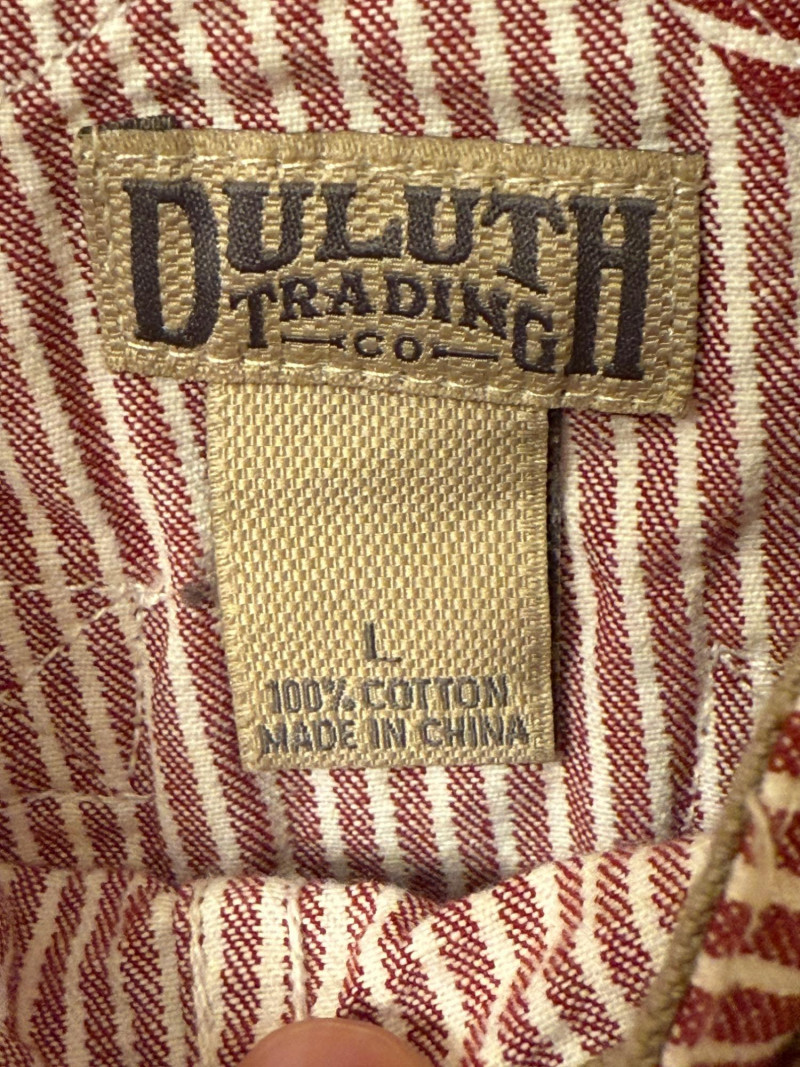 DULUTH
TRADING
CO
L
100% COTTON
MADE IN CHINA